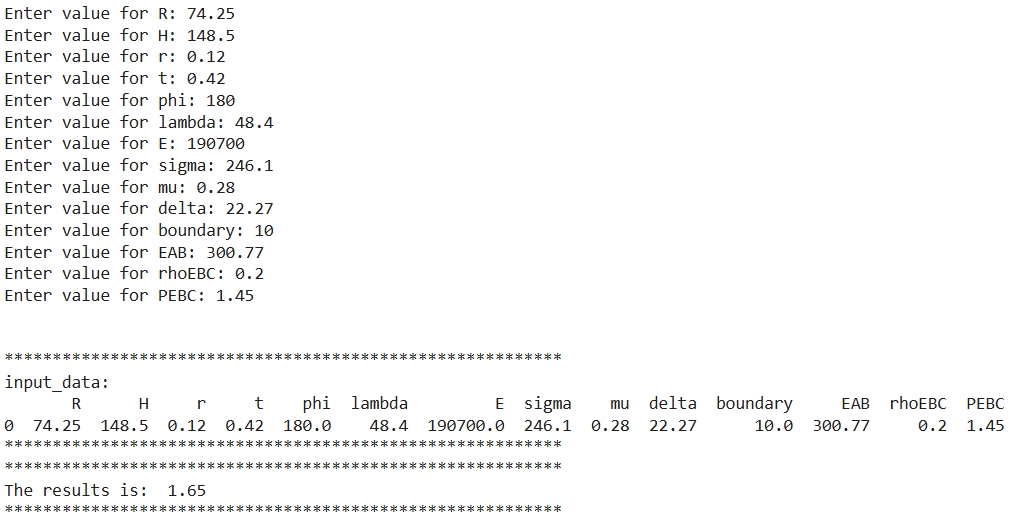 Enter value for R: 74.25
Enter value for H: 148.5
Enter value for r: 0.12
Enter value for t: 0.42
Enter value for phi: 180
Enter value for lambda: 48.4
Enter value for E: 190700
Enter value for sigma: 246.1
Enter value for mu: 0.28
Enter value for delta: 22.27
Enter value for boundary: 10
Enter value for EAB: 300.77
Enter value for rhoEBC: 0.2
Enter value for PEBC: 1.45
**********************************************************
input_data:
R H r t phi lambda E sigma mu delta boundary EAB rhoEBC PEBC
0 74.25 148.5 0.12 0.42 180.0 48.4 190700.0 246.1 0.28 22.27 10.0 300.77 0.2 1.45
**********************************************************
**********************************************************
The results is: 1.65
**********************************************************